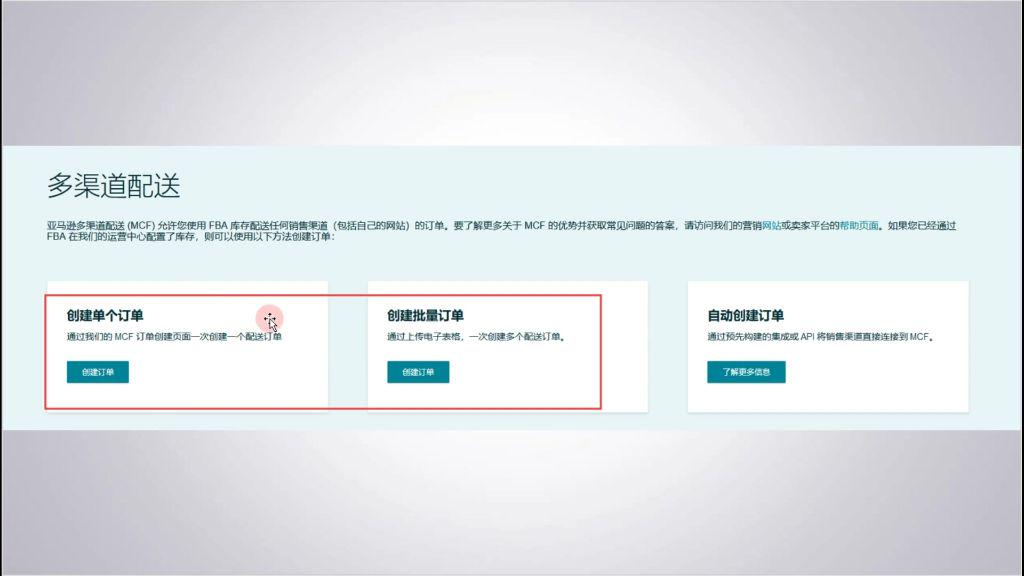 多渠道配送
亚马逊多渠道配送 (MCF) 允许您使用 FBA 库存配送任何销售渠道（包括自己的网站）的订单。要了解更多关于 MCF 的优势并获取常见问题的答案，请访问我们的营销网站或卖家平台的帮助页面。如果您已经通过
FBA 在我们的运营中心配置了库存，则可以使用以下方法创建订单：
创建单个订单
通过我们的 MCF 订单创建页面一次创建一个配送订单
创建订单
创建批量订单
通过上传电子表格，一次创建多个配送订单。
创建订单
自动创建订单
通过预先构建的集成或 API 将销售渠道直接连接到 MCF。
了解更多信息